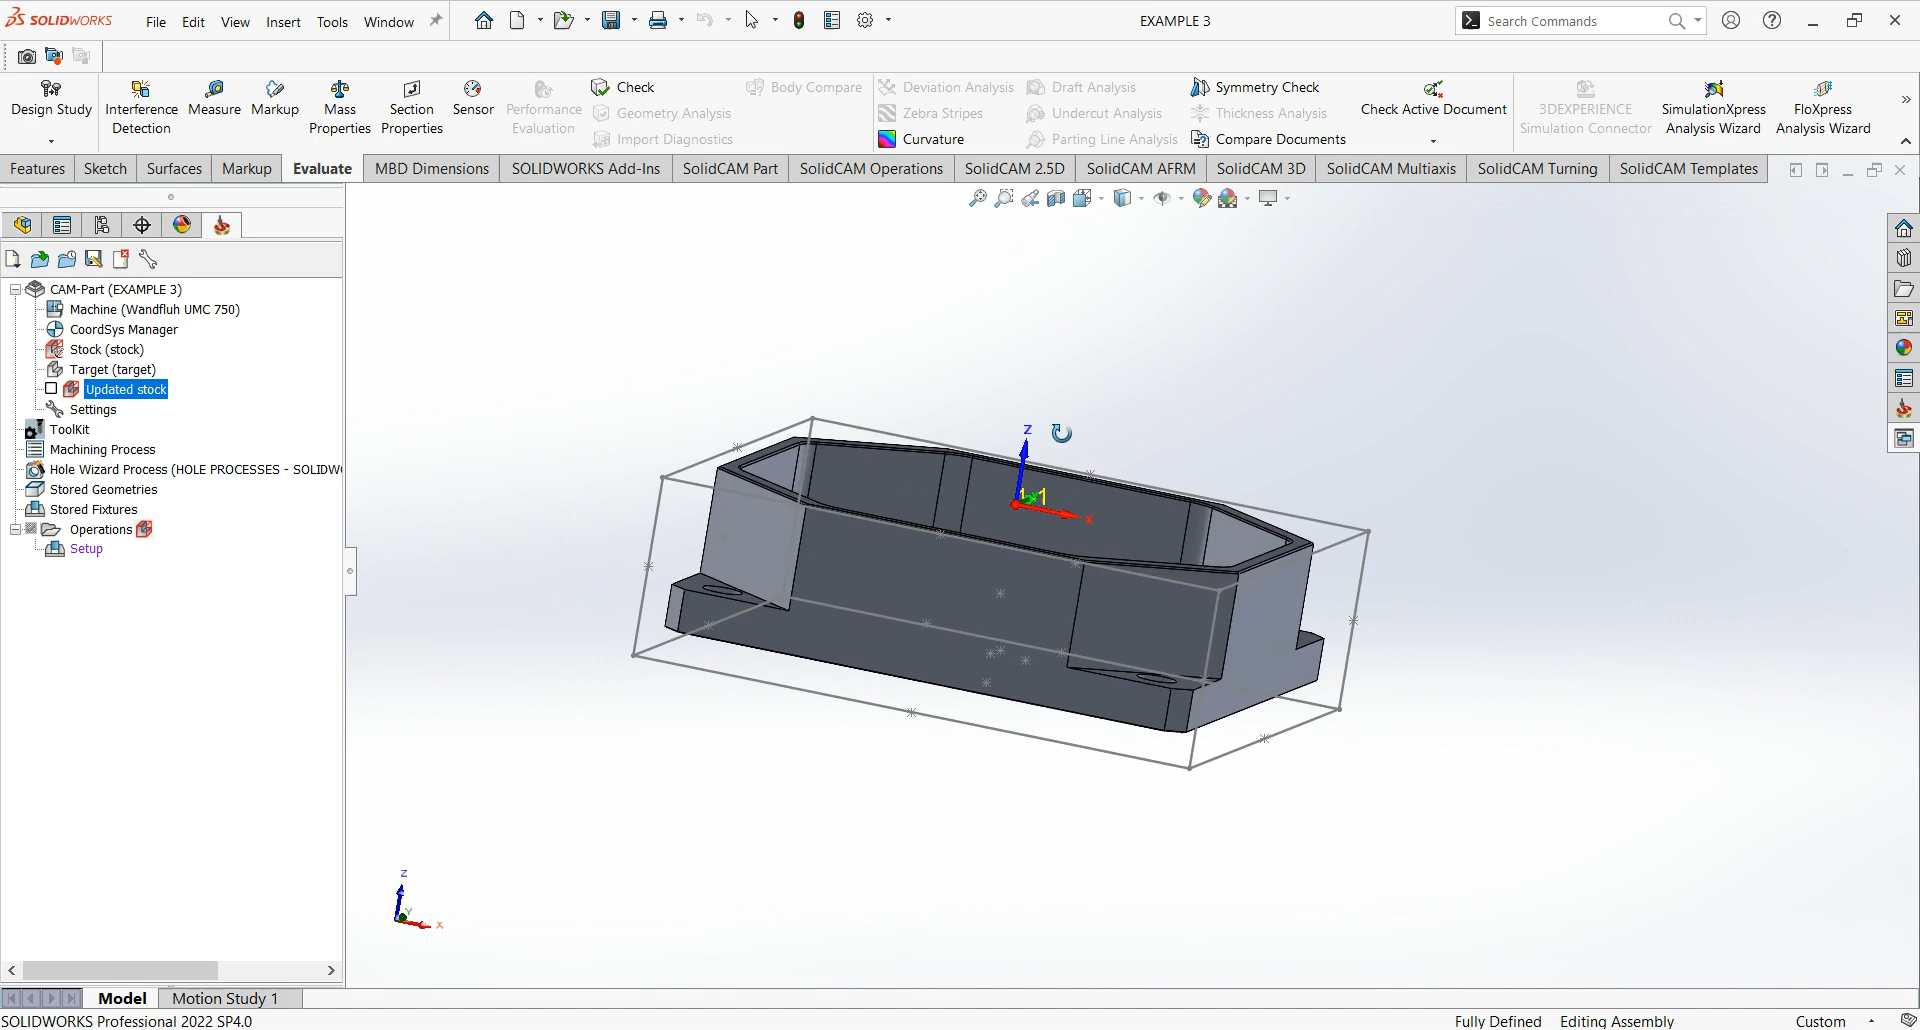 SOLIDWORKS File Edit View Insert Tools Window EXAMPLE 3 Search Commands
Design Study
Interference Detection
Measure
Markup
Mass Properties
Section Properties
Sensor
Performance Evaluation
Check
Geometry Analysis
Import Diagnostics
Body Compare
Deviation Analysis
Zebra Stripes
Curvature
Draft Analysis
Undercut Analysis
Parting Line Analysis
Symmetry Check
Thickness Analysis
Compare Documents
Check Active Document
3DEXPERIENCE
Simulation Connector
SimulationXpress
Analysis Wizard
FloXpress
Analysis Wizard
Features Sketch Surfaces Markup Evaluate MBD Dimensions SOLIDWORKS Add-Ins SolidCAM Part SolidCAM Operations SolidCAM 2.5D SolidCAM AFRM SolidCAM 3D SolidCAM Multiaxis SolidCAM Turning SolidCAM Templates
CAM-Part (EXAMPLE 3)
Machine (Wandfluh UMC 750)
CoordSys Manager
Stock (stock)
Target (target)
Updated stock
Settings
ToolKit
Machining Process
Hole Wizard Process (HOLE PROCESSES - SOLIDW
Stored Geometries
Stored Fixtures
Operations
Setup
Z
X
Z
Y
X
Model Motion Study 1
SOLIDWORKS Professional 2022 SP4.0 Fully Defined Editing Assembly Custom